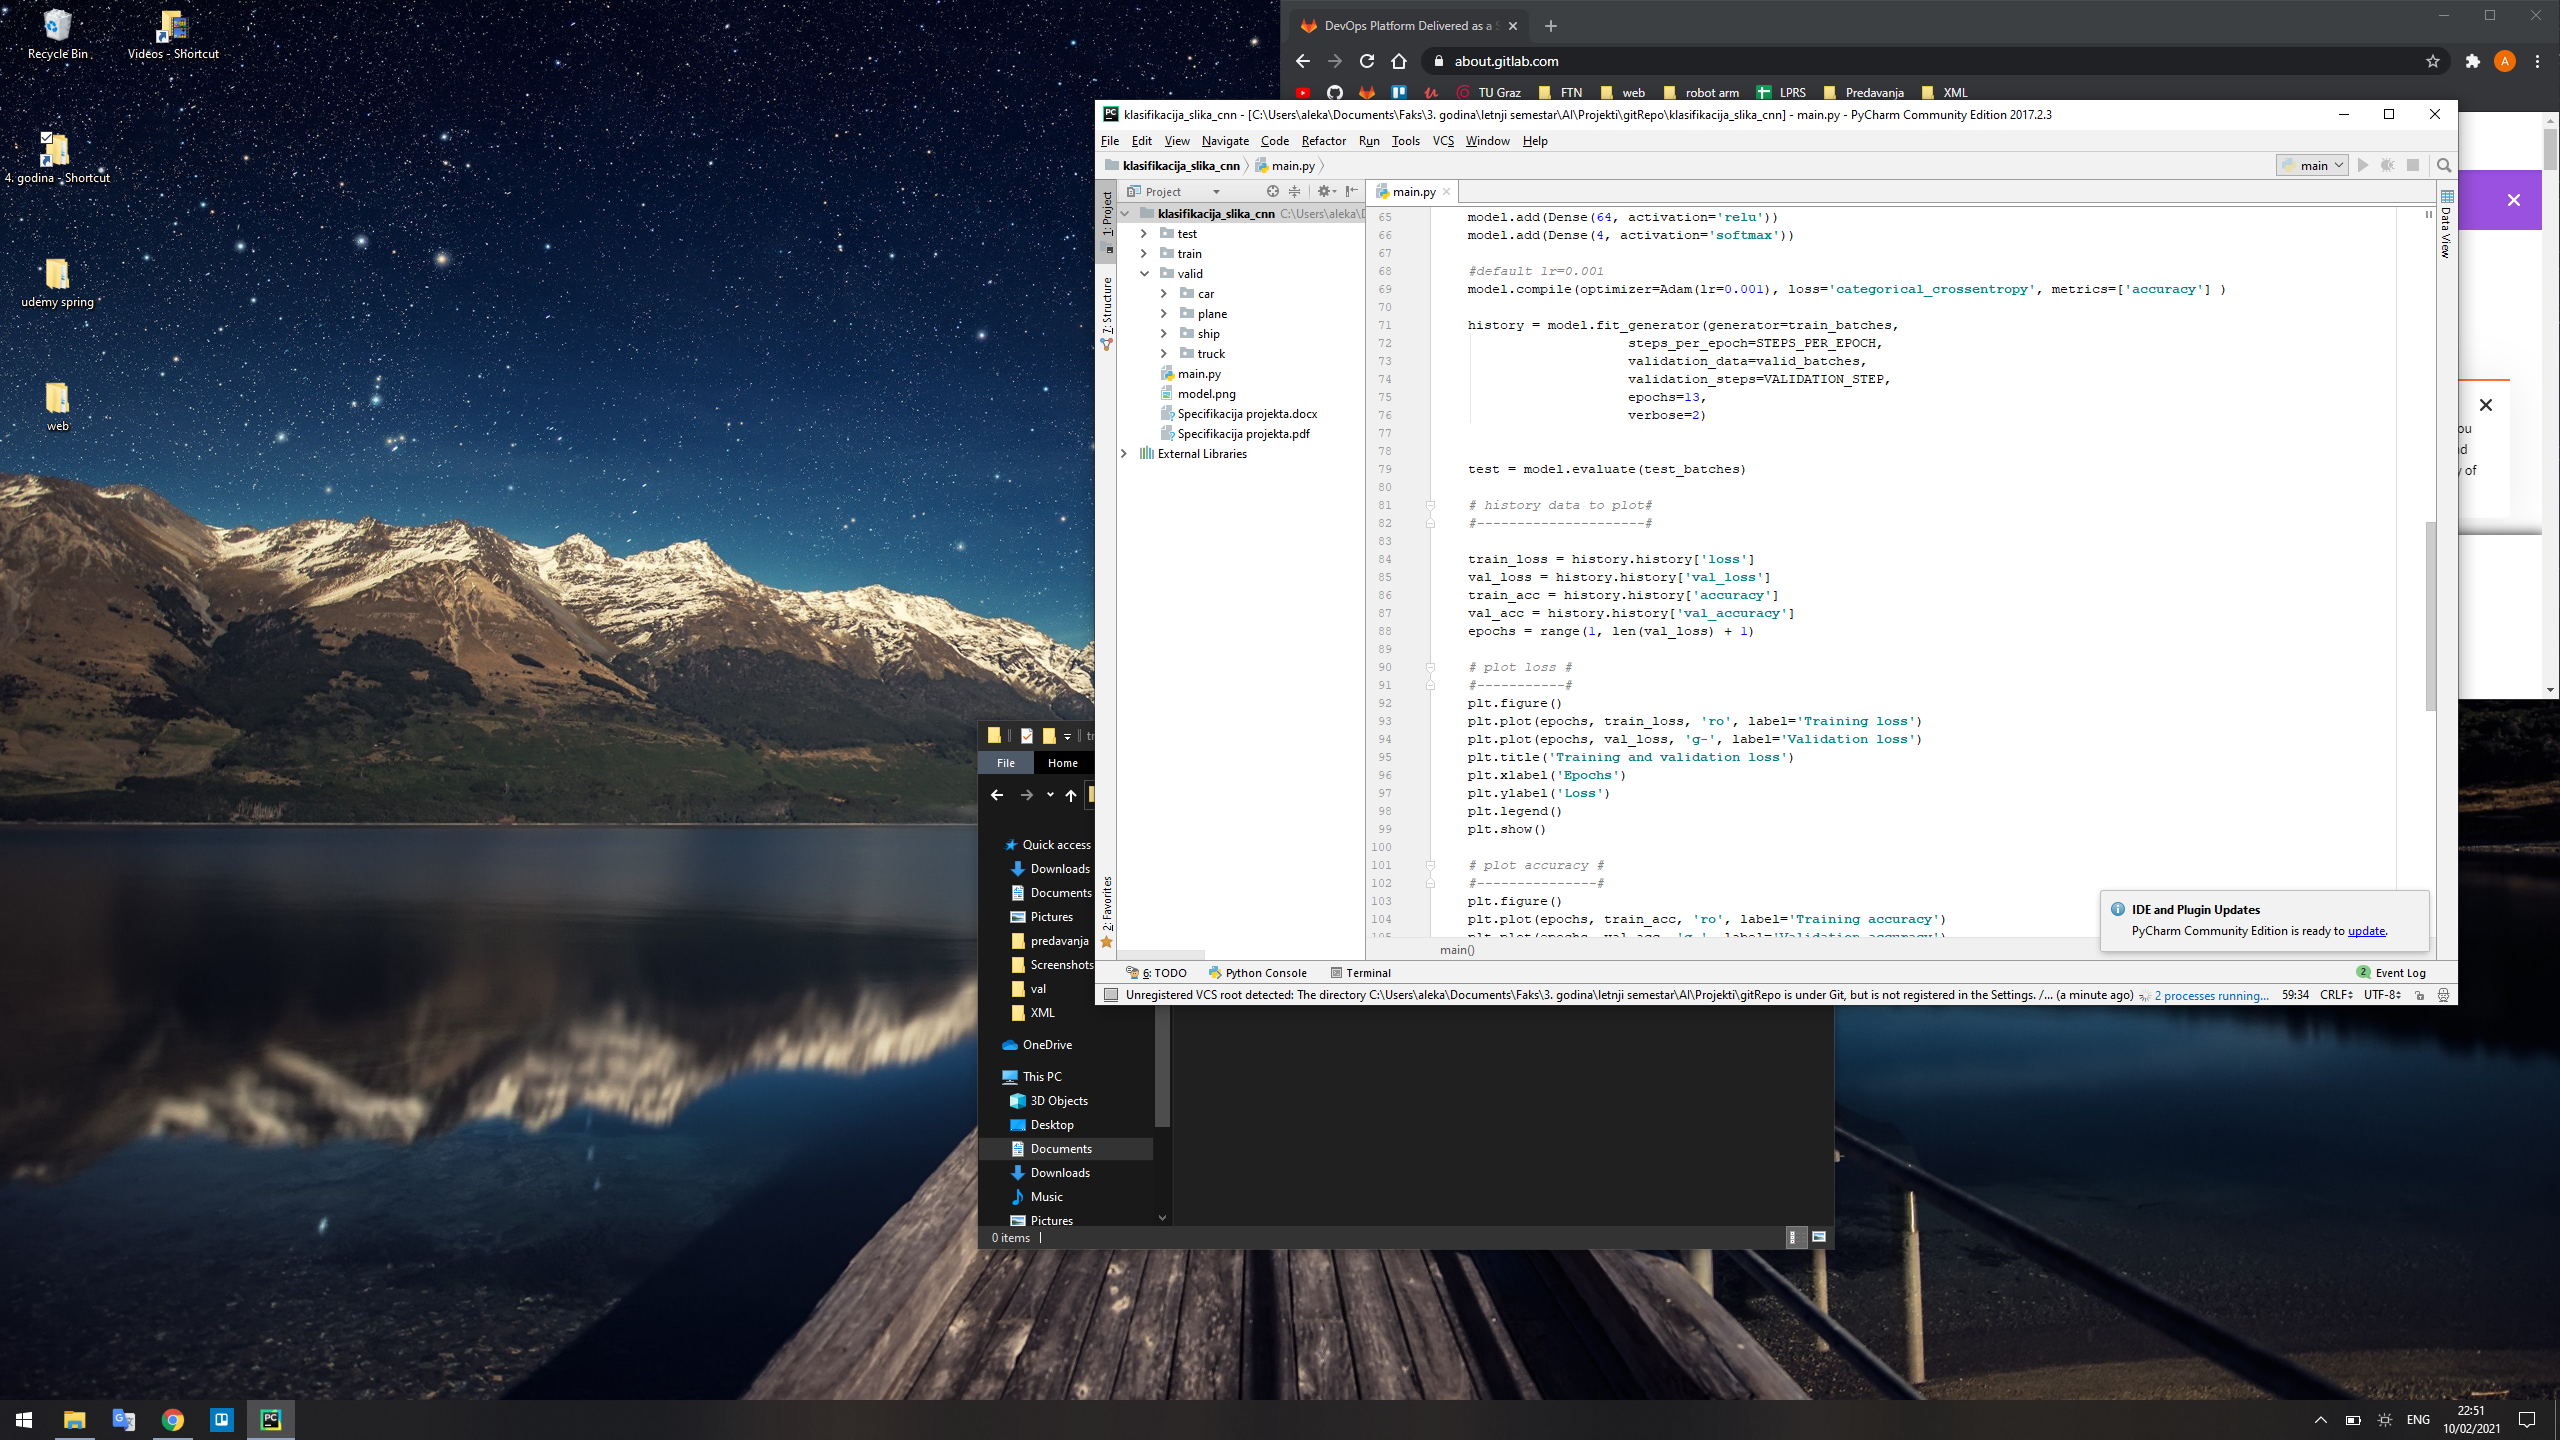 Recycle Bin
Videos - Shortcut
4. godina - Shortcut
udemy spring
web
DevOps Platform Delivered as a S
about.gitlab.com
A
TU Graz
FTN
web
robot arm
LPRS
Predavanja
XML
klasifikacija_slika_cnn - [C:\Users\aleka\Documents\Faks\3. godina\letnji semestar\AI\Projekti\gitRepo\klasifikacija_slika_cnn] - main.py - PyCharm Community Edition 2017.2.3
File Edit View Navigate Code Refactor Run Tools VCS Window Help
klasifikacija_slika_cnn main.py
main
Project
main.py
1: Project
7: Structure
2: Favorites
Data View
klasifikacija_slika_cnn C:\Users\aleka\D
test
train
valid
car
plane
ship
truck
main.py
model.png
Specifikacija projekta.docx
Specifikacija projekta.pdf
External Libraries
65 model.add(Dense(64, activation='relu'))
66 model.add(Dense(4, activation='softmax'))
67
68 #default lr=0.001
69 model.compile(optimizer=Adam(lr=0.001), loss='categorical_crossentropy', metrics=['accuracy'] )
70
71 history = model.fit_generator(generator=train_batches,
72 steps_per_epoch=STEPS_PER_EPOCH,
73 validation_data=valid_batches,
74 validation_steps=VALIDATION_STEP,
75 epochs=13,
76 verbose=2)
77
78
79 test = model.evaluate(test_batches)
80
81 # history data to plot#
82 #---------------------#
83
84 train_loss = history.history['loss']
85 val_loss = history.history['val_loss']
86 train_acc = history.history['accuracy']
87 val_acc = history.history['val_accuracy']
88 epochs = range(1, len(val_loss) + 1)
89
90 # plot loss #
91 #-----------#
92 plt.figure()
93 plt.plot(epochs, train_loss, 'ro', label='Training loss')
94 plt.plot(epochs, val_loss, 'g-', label='Validation loss')
95 plt.title('Training and validation loss')
96 plt.xlabel('Epochs')
97 plt.ylabel('Loss')
98 plt.legend()
99 plt.show()
100
101 # plot accuracy #
102 #---------------#
103 plt.figure()
104 plt.plot(epochs, train_acc, 'ro', label='Training accuracy')
105 plt.plot(epochs, val_acc, 'g-', label='Validation accuracy')
main()
IDE and Plugin Updates
PyCharm Community Edition is ready to update.
6: TODO Python Console Terminal
2 Event Log
Unregistered VCS root detected: The directory C:\Users\aleka\Documents\Faks\3. godina\letnji semestar\AI\Projekti\gitRepo is under Git, but is not registered in the Settings. /... (a minute ago) 2 processes running... 59:34 CRLF UTF-8
ou
d
y of
tr
File Home
Quick access
Downloads
Documents
Pictures
predavanja
Screenshots
val
XML
OneDrive
This PC
3D Objects
Desktop
Documents
Downloads
Music
Pictures
0 items
ENG
22:51
10/02/2021